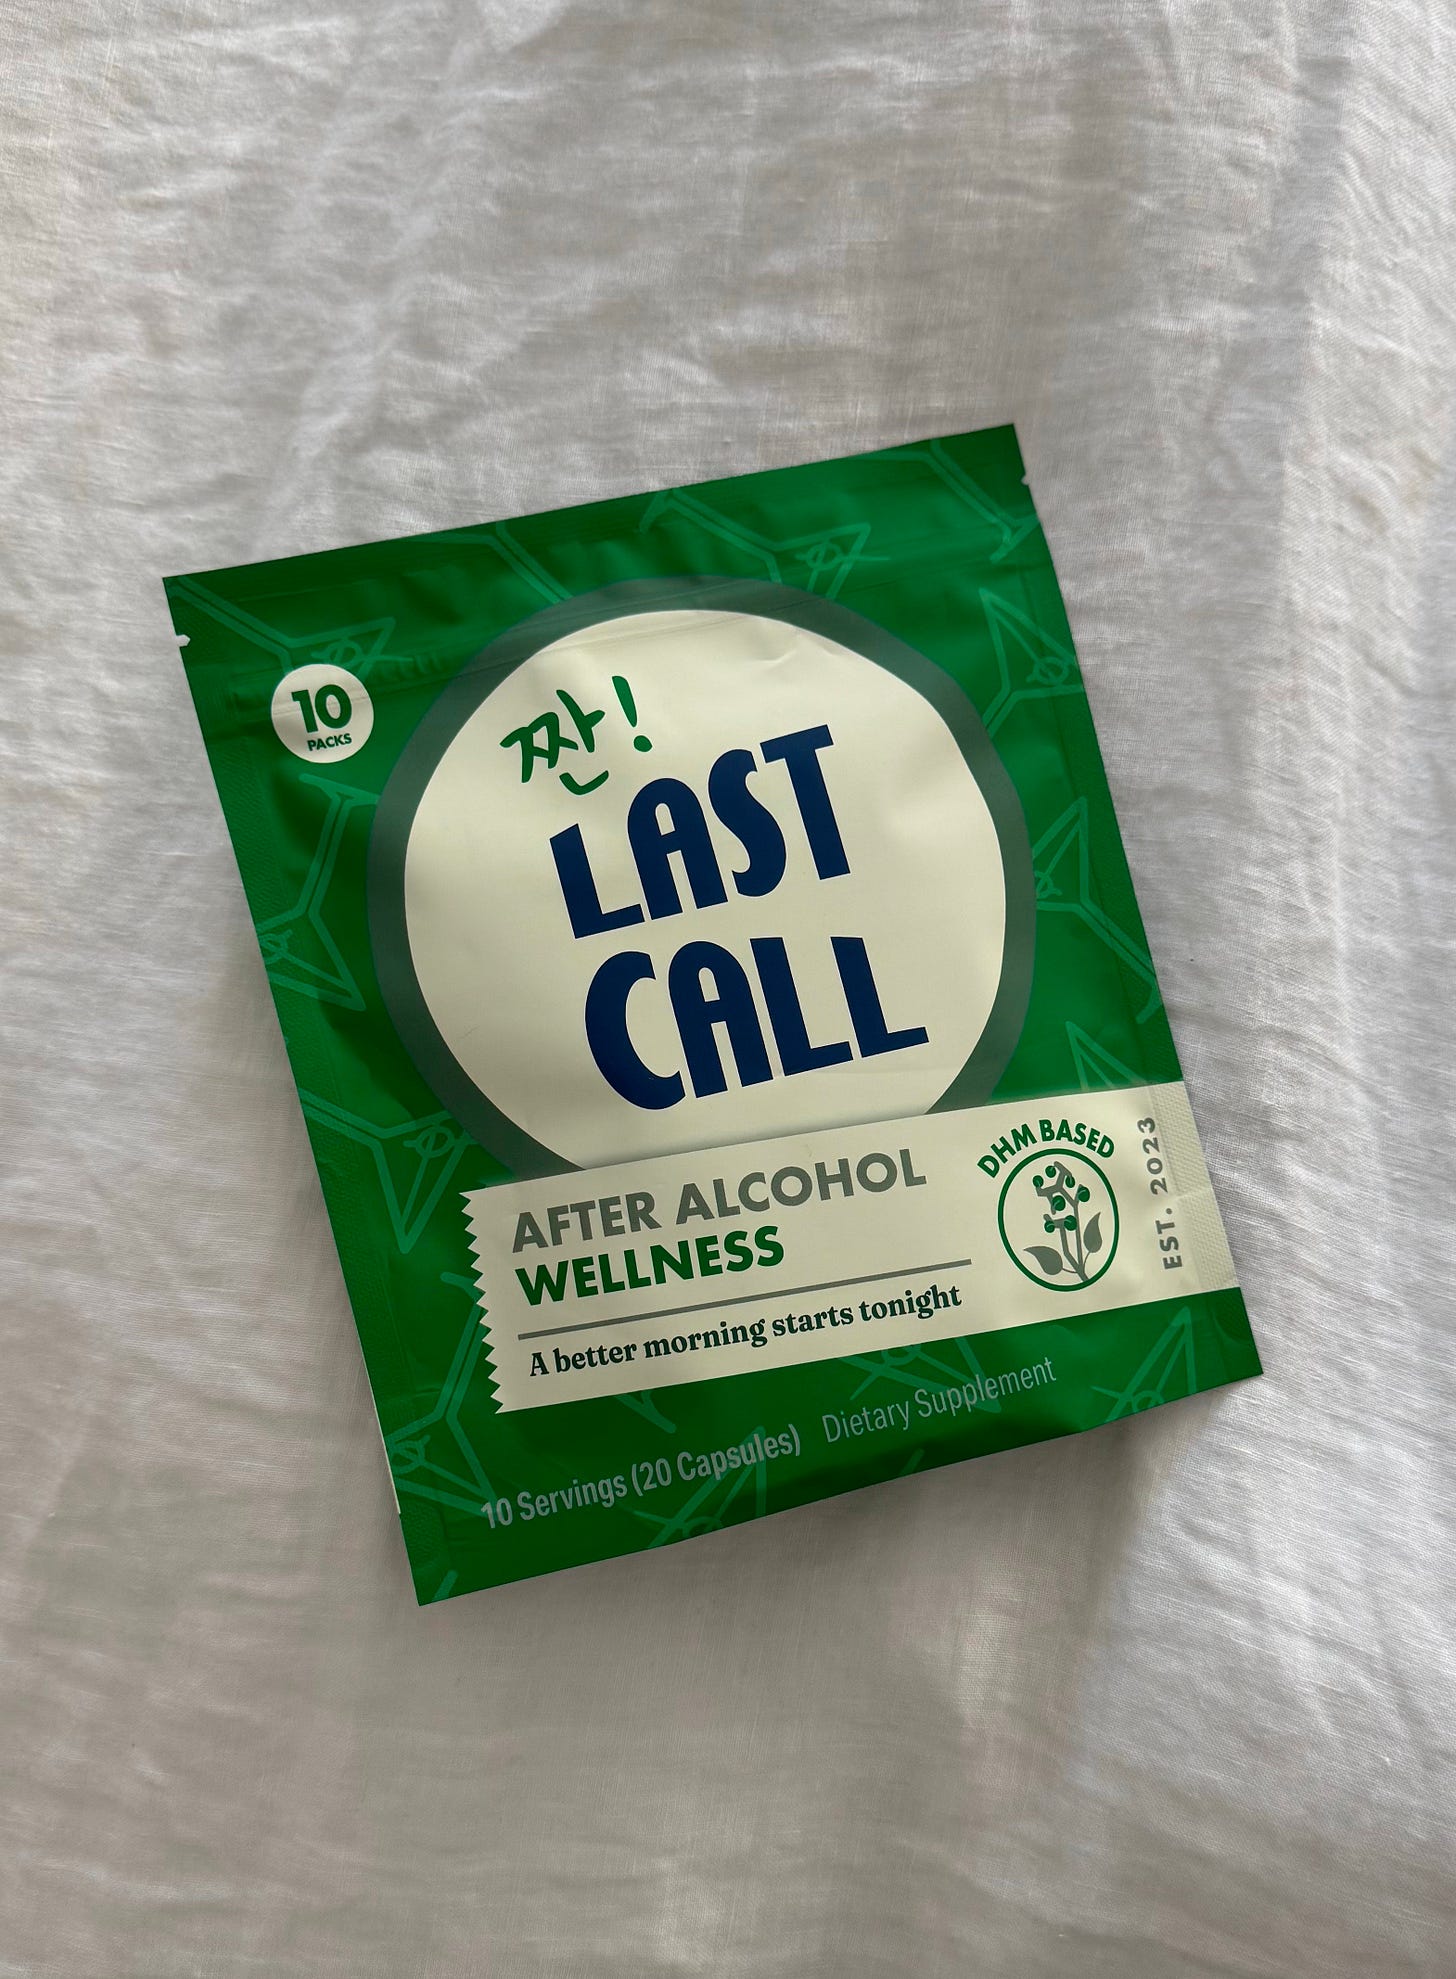 10
PACKS
짠!
LAST
CALL
AFTER ALCOHOL
WELLNESS
A better morning starts tonight
DHM BASED
EST. 2023
10 Servings (20 Capsules) Dietary Supplement